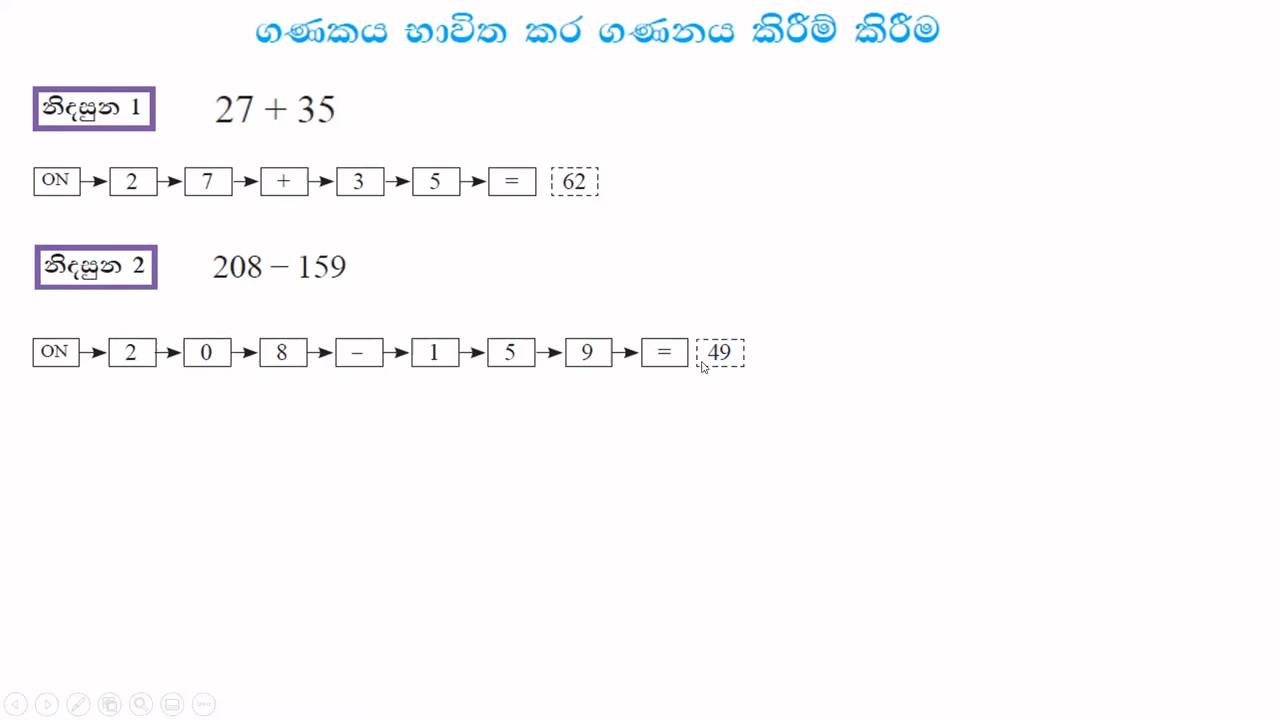 ගණකය භාවිත කර ගණනය කිරීම් කිරීම
නිදසුන 1 27 + 35
ON 2 7 + 3 5 = 62
නිදසුන 2 208 − 159
ON 2 0 8 − 1 5 9 = 49